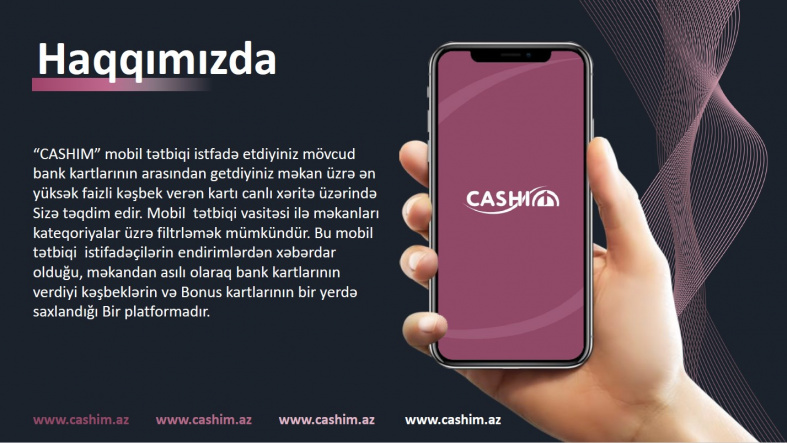 Haqqımızda
“CASHIM” mobil tətbiqi istfadə etdiyiniz mövcud
bank kartlarının arasından getdiyiniz məkan üzrə ən
yüksək faizli kəşbek verən kartı canlı xəritə üzərində
Sizə təqdim edir. Mobil  tətbiqi vasitəsi ilə məkanları
kateqoriyalar üzrə filtrləmək mümkündür. Bu mobil
tətbiqi  istifadəçilərin endirimlərdən xəbərdar
olduğu, məkandan asılı olaraq bank kartlarının
verdiyi kəşbeklərin və Bonus kartlarının bir yerdə
saxlandığı Bir platformadır.
CASHIM
www.cashim.az www.cashim.az www.cashim.az www.cashim.az